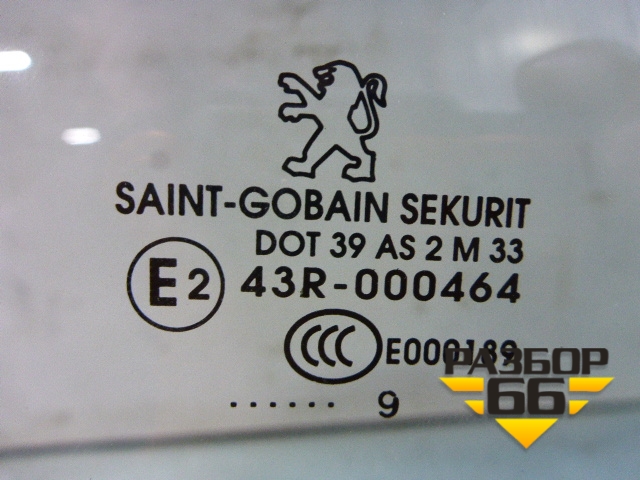 SAINT-GOBAIN SEKURIT
DOT 39 AS 2 M 33
E2 43R-000464
CCC E000189
...... 9
РАЗБОР
66